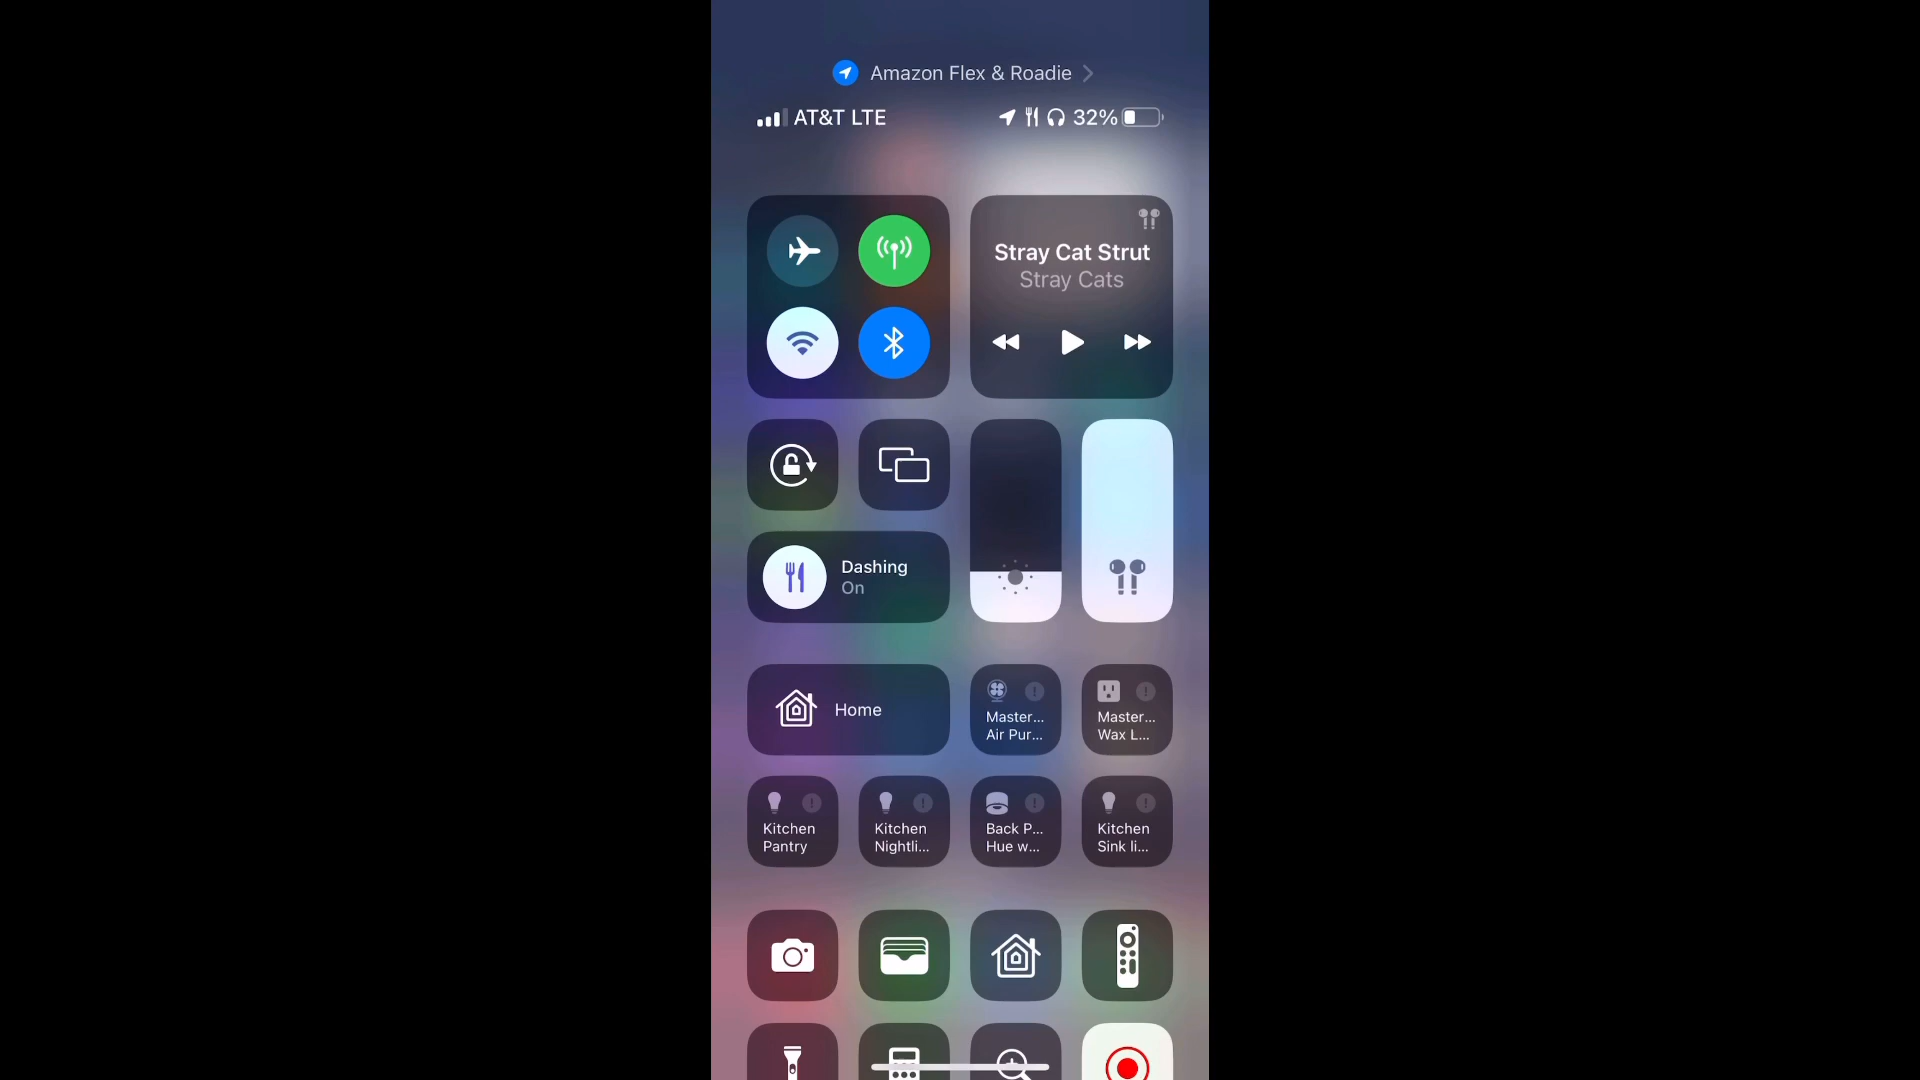 Amazon Flex & Roadie
AT&T LTE
32%
Stray Cat Strut
Stray Cats
Dashing
On
Home
Master...
Air Pur...
Master...
Wax L...
Kitchen
Pantry
Kitchen
Nightli...
Back P...
Hue w...
Kitchen
Sink li...